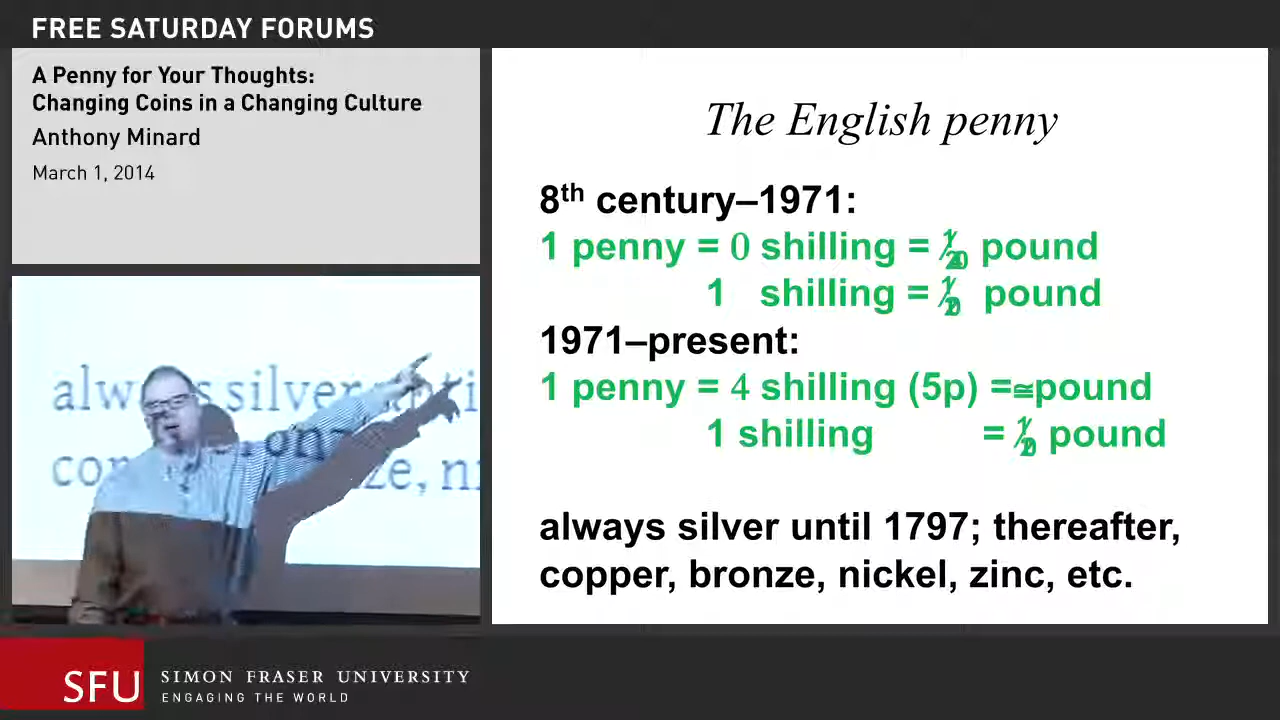 FREE SATURDAY FORUMS
A Penny for Your Thoughts:
Changing Coins in a Changing Culture
Anthony Minard
March 1, 2014
The English penny
8th century–1971:
1 penny = 0 shilling = pound
1 shilling = pound
1971–present:
1 penny = 4 shilling (5p) =≅pound
1 shilling = pound
always silver until 1797; thereafter,
copper, bronze, nickel, zinc, etc.
always silver
SFU SIMON FRASER UNIVERSITY
ENGAGING THE WORLD